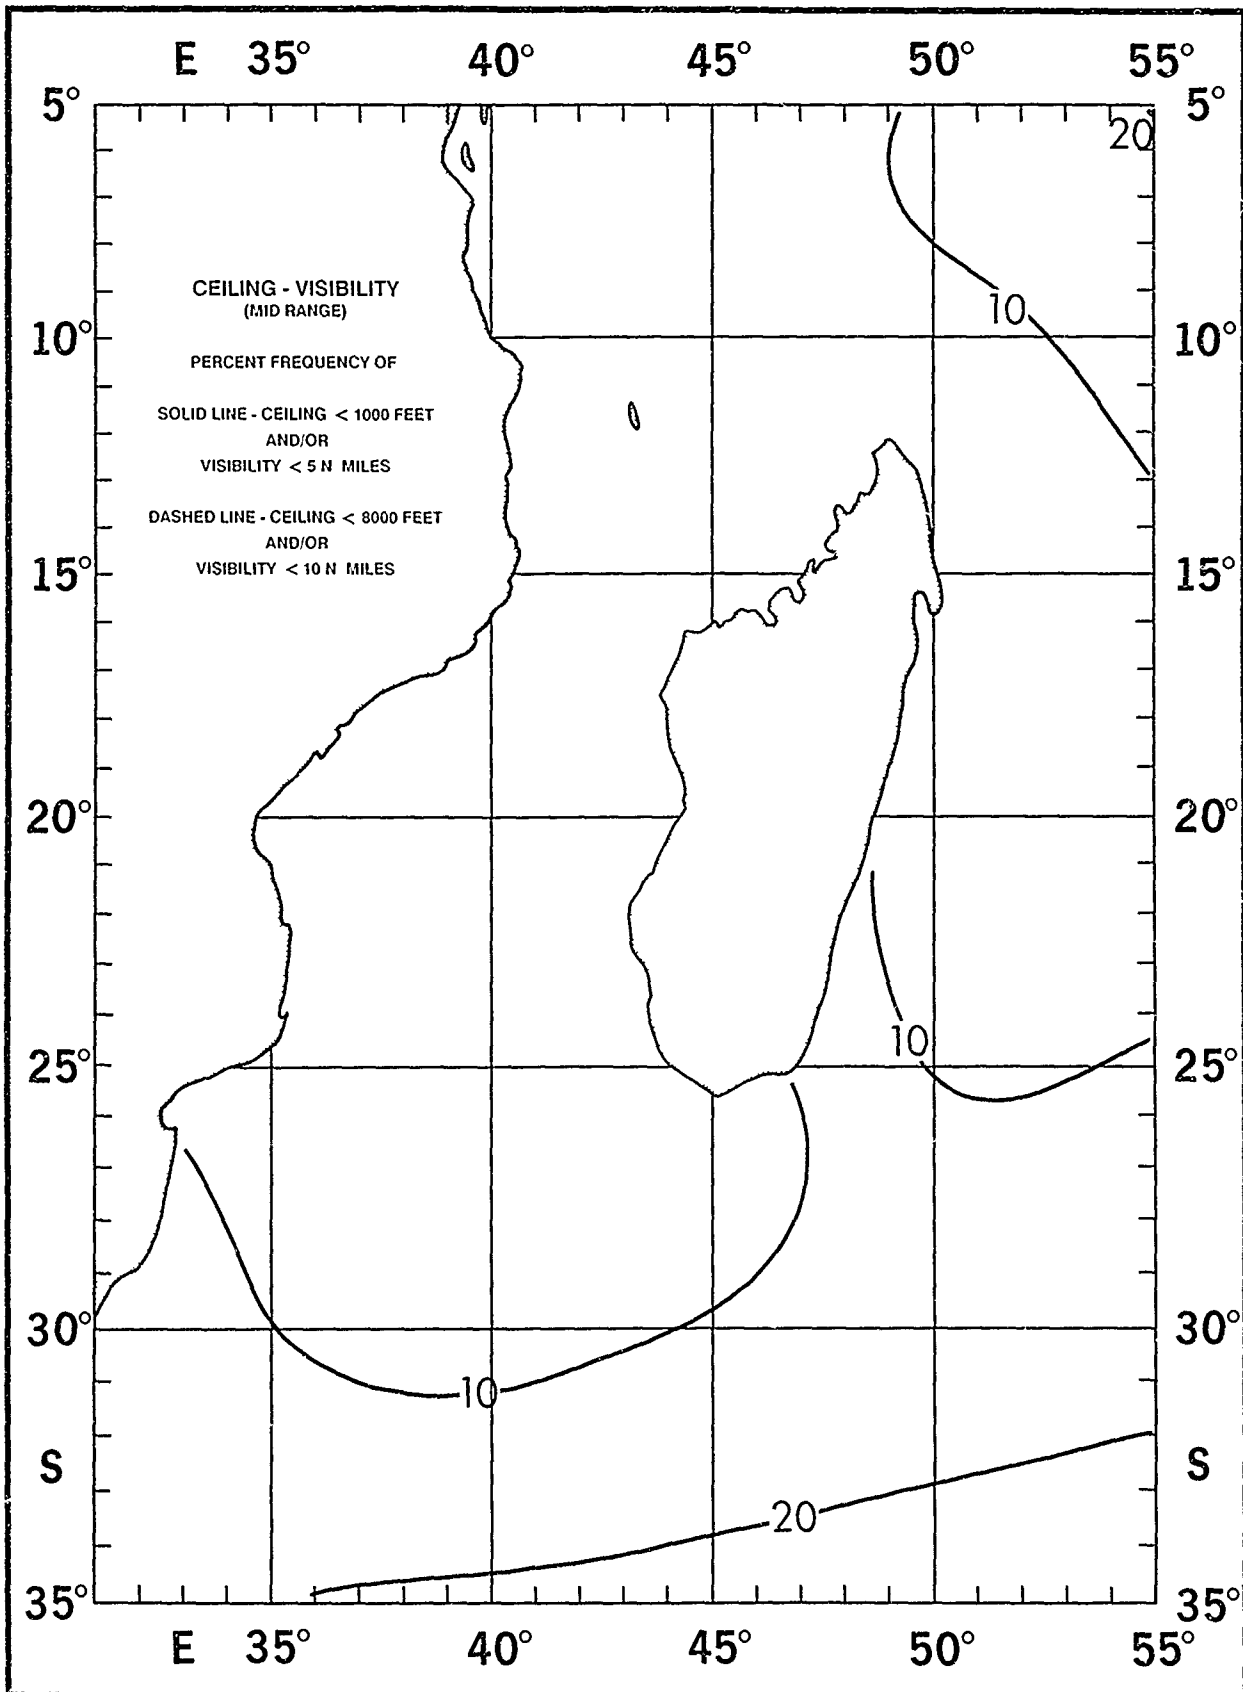 E 35° 40° 45° 50° 55°
5° 5°
20
CEILING - VISIBILITY
(MID RANGE)
10
10° 10°
PERCENT FREQUENCY OF
SOLID LINE - CEILING < 1000 FEET
AND/OR
VISIBILITY < 5 N MILES
DASHED LINE - CEILING < 8000 FEET
AND/OR
VISIBILITY < 10 N MILES
15° 15°
20° 20°
10
25° 25°
30° 30°
10
S S
20
35° 35°
E 35° 40° 45° 50° 55°